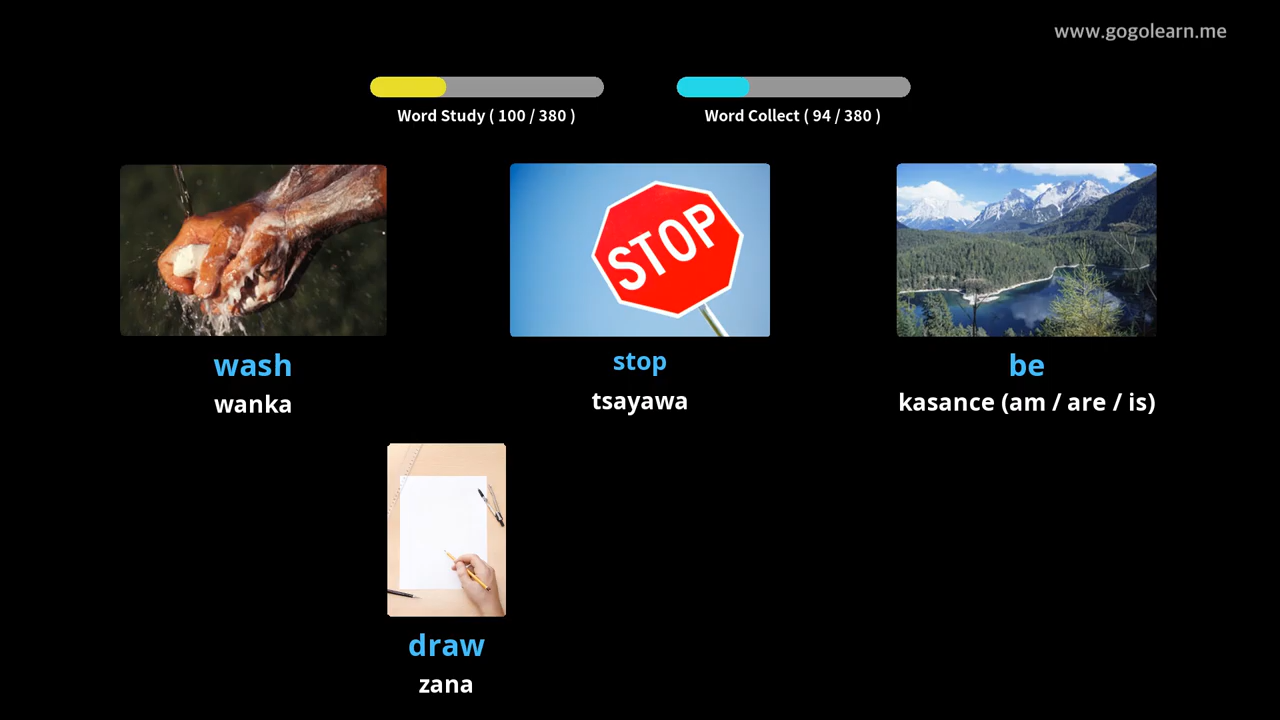 www.gogolearn.me
Word Study ( 100 / 380 )
Word Collect ( 94 / 380 )
STOP
wash
wanka
stop
tsayawa
be
kasance (am / are / is)
draw
zana